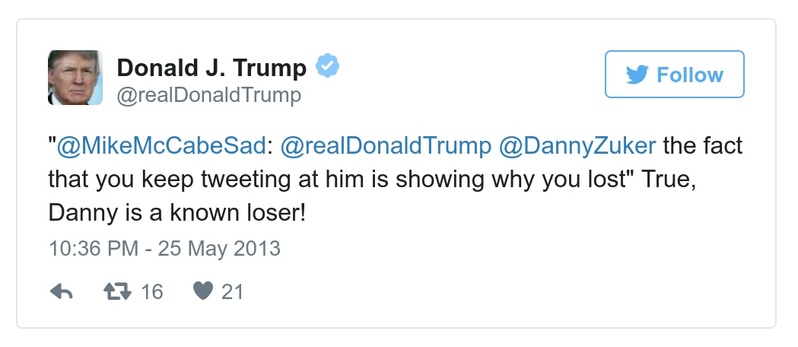 Donald J. Trump
@realDonaldTrump
Follow
"@MikeMcCabeSad: @realDonaldTrump @DannyZuker the fact
that you keep tweeting at him is showing why you lost" True,
Danny is a known loser!
10:36 PM - 25 May 2013
16 21